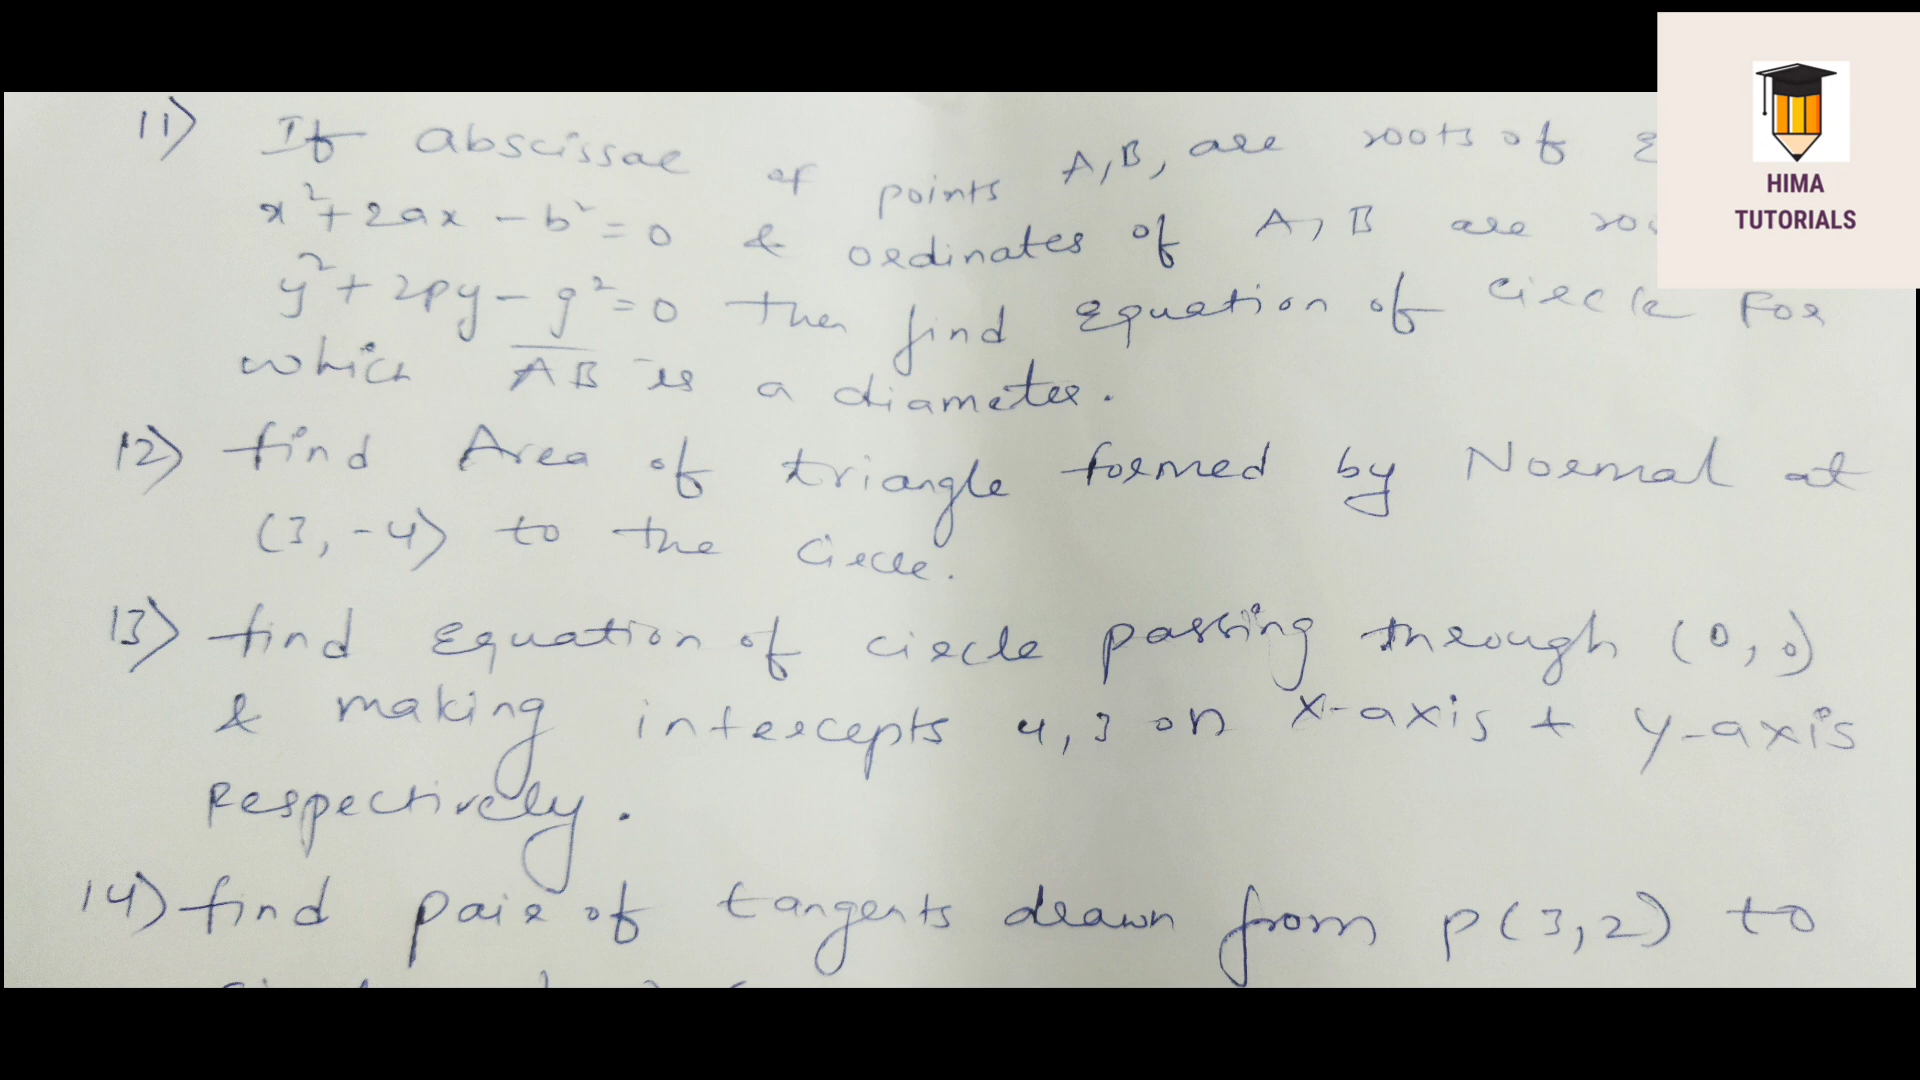 11) If abscissae of points A, B, are roots of
x²+2ax-b²=0 & ordinates of A, B are
y²+2py-q²=0 then find Equation of circle for
which AB is a diameter.
12) find Area of triangle formed by Normal at
(3, -4) to the circle.
13) find Equation of circle passing through (0, 0)
& making intercepts 4, 3 on X-axis + y-axis
Respectively.
14) find pair of tangents drawn from P(3, 2) to
HIMA
TUTORIALS